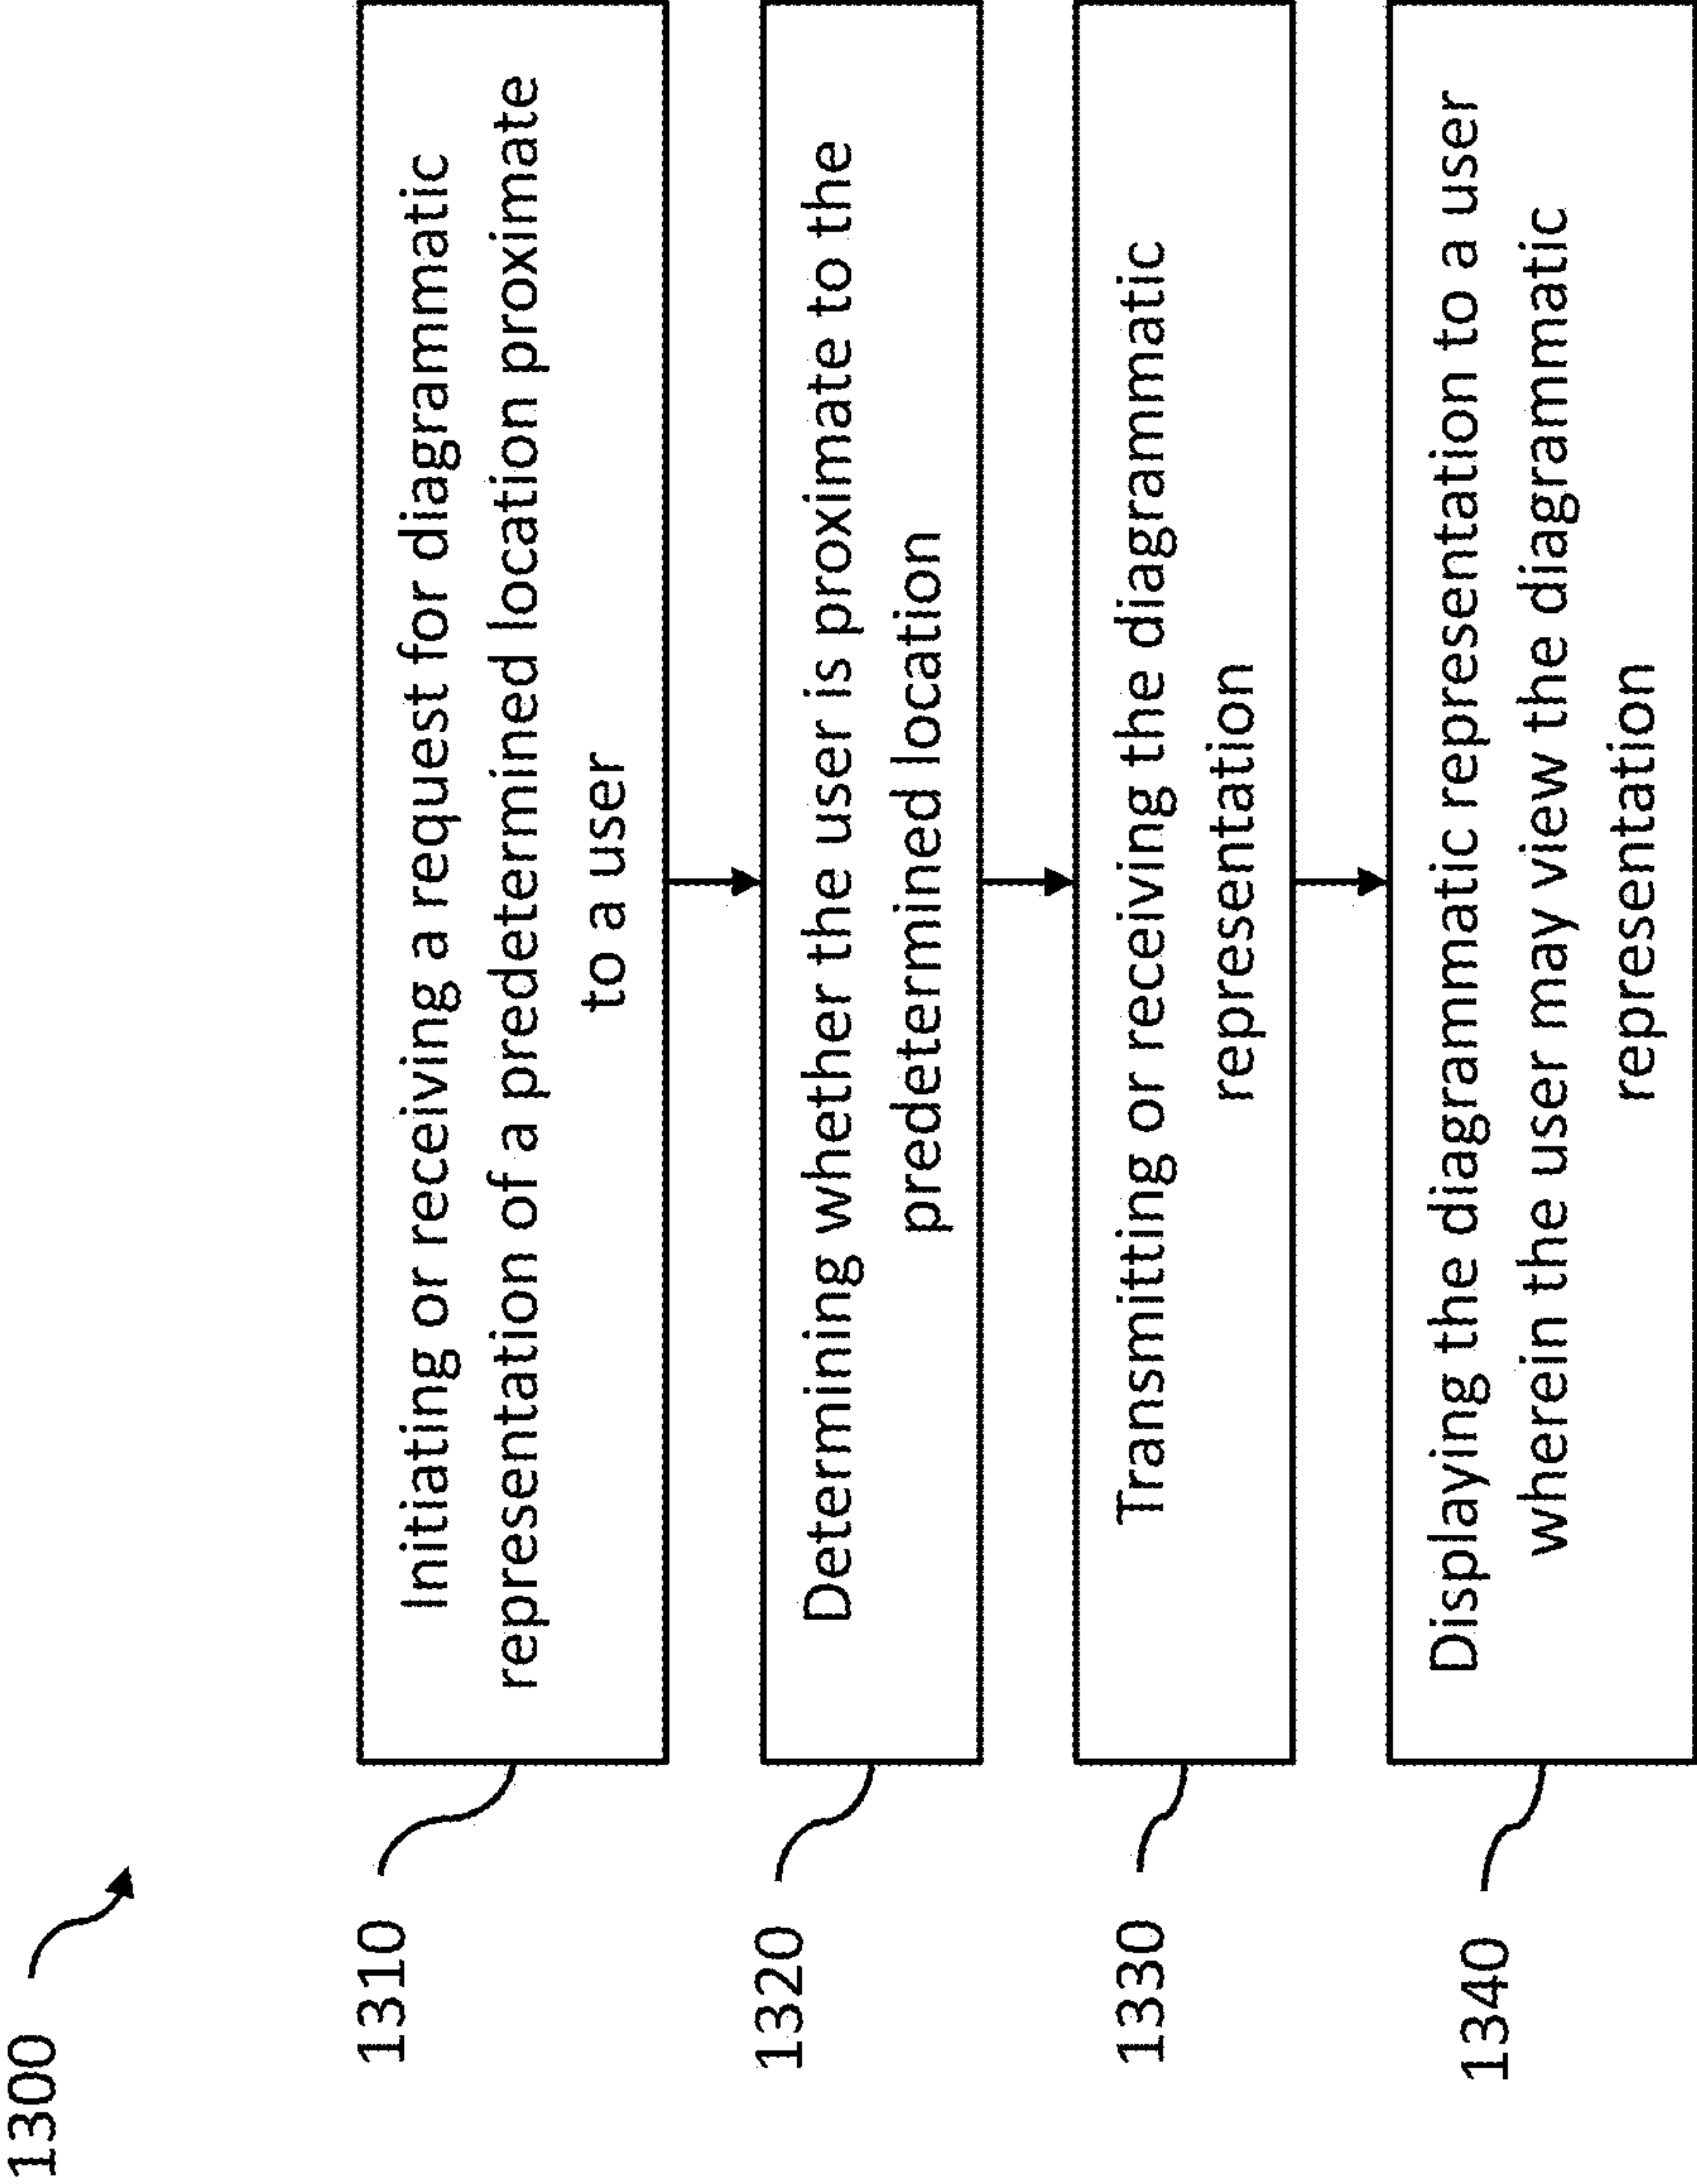 1300
1310
Initiating or receiving a request for diagrammatic
representation of a predetermined location proximate
to a user
1320
Determining whether the user is proximate to the
predetermined location
1330
Transmitting or receiving the diagrammatic
representation
1340
Displaying the diagrammatic representation to a user
wherein the user may view the diagrammatic
representation